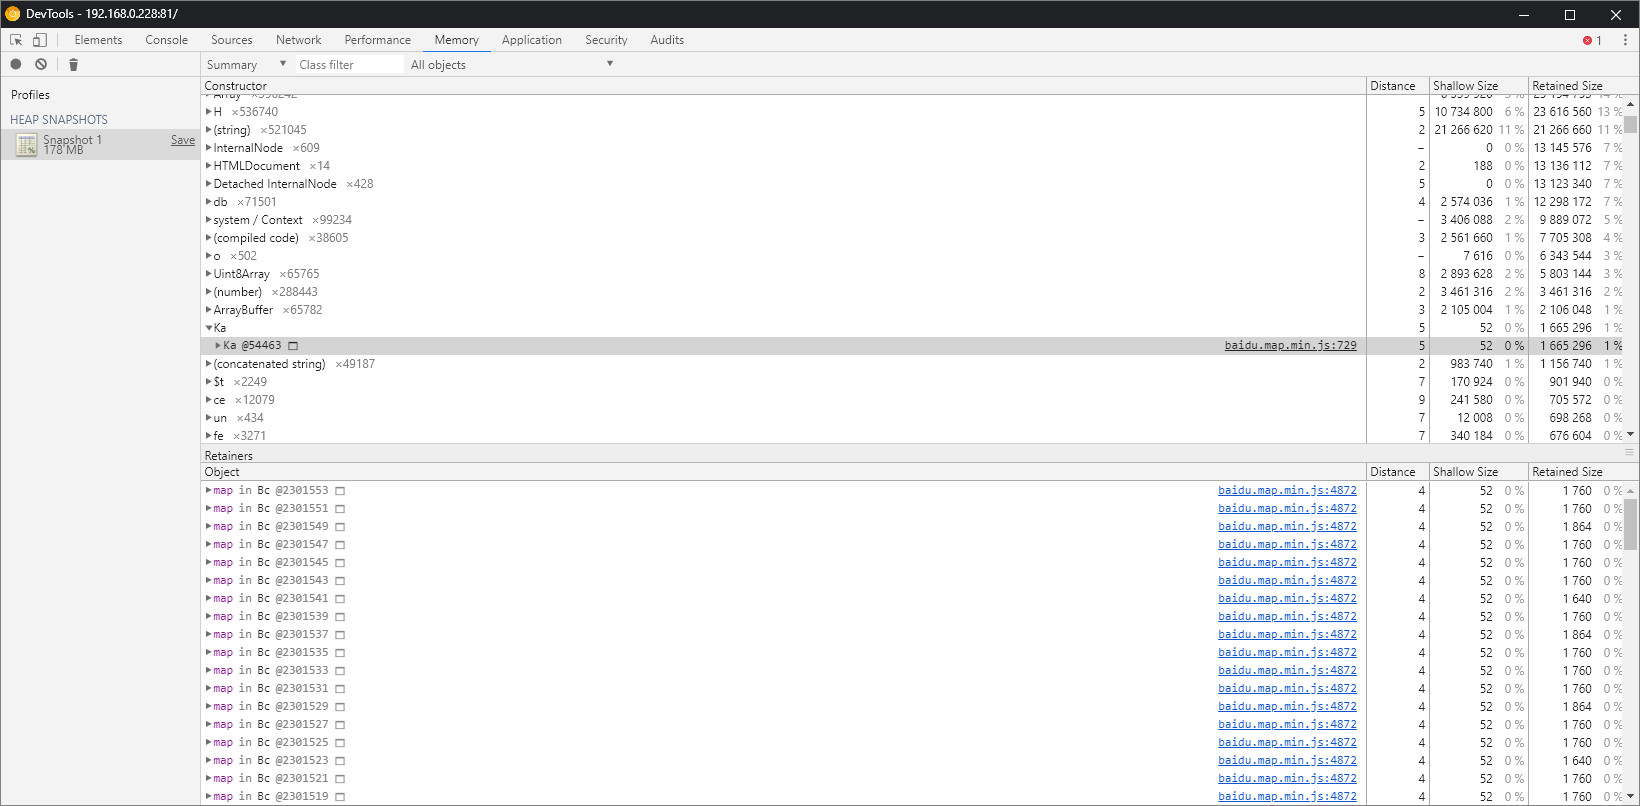 DevTools - 192.168.0.228:81/
Elements Console Sources Network Performance Memory Application Security Audits 1
Summary Class filter All objects
Profiles
HEAP SNAPSHOTS
Snapshot 1 Save
178 MB
Constructor Distance Shallow Size Retained Size
Array
H ×536740 5 10 734 800 6 % 23 616 560 13 %
(string) ×521045 2 21 266 620 11 % 21 266 660 11 %
InternalNode ×609 – 0 0 % 13 145 576 7 %
HTMLDocument ×14 2 188 0 % 13 136 112 7 %
Detached InternalNode ×428 5 0 0 % 13 123 340 7 %
db ×71501 4 2 574 036 1 % 12 298 172 7 %
system / Context ×99234 – 3 406 088 2 % 9 889 072 5 %
(compiled code) ×38605 3 2 561 660 1 % 7 705 308 4 %
o ×502 – 7 616 0 % 6 343 544 3 %
Uint8Array ×65765 8 2 893 628 2 % 5 803 144 3 %
(number) ×288443 2 3 461 316 2 % 3 461 316 2 %
ArrayBuffer ×65782 3 2 105 004 1 % 2 106 048 1 %
Ka 5 52 0 % 1 665 296 1 %
Ka @54463 baidu.map.min.js:729 5 52 0 % 1 665 296 1 %
(concatenated string) ×49187 2 983 740 1 % 1 156 740 1 %
$t ×2249 7 170 924 0 % 901 940 0 %
ce ×12079 9 241 580 0 % 705 572 0 %
un ×434 7 12 008 0 % 698 268 0 %
fe ×3271 7 340 184 0 % 676 604 0 %
Retainers
Object Distance Shallow Size Retained Size
map in Bc @2301553 baidu.map.min.js:4872 4 52 0 % 1 760 0 %
map in Bc @2301551 baidu.map.min.js:4872 4 52 0 % 1 760 0 %
map in Bc @2301549 baidu.map.min.js:4872 4 52 0 % 1 864 0 %
map in Bc @2301547 baidu.map.min.js:4872 4 52 0 % 1 760 0 %
map in Bc @2301545 baidu.map.min.js:4872 4 52 0 % 1 760 0 %
map in Bc @2301543 baidu.map.min.js:4872 4 52 0 % 1 760 0 %
map in Bc @2301541 baidu.map.min.js:4872 4 52 0 % 1 640 0 %
map in Bc @2301539 baidu.map.min.js:4872 4 52 0 % 1 760 0 %
map in Bc @2301537 baidu.map.min.js:4872 4 52 0 % 1 864 0 %
map in Bc @2301535 baidu.map.min.js:4872 4 52 0 % 1 760 0 %
map in Bc @2301533 baidu.map.min.js:4872 4 52 0 % 1 760 0 %
map in Bc @2301531 baidu.map.min.js:4872 4 52 0 % 1 760 0 %
map in Bc @2301529 baidu.map.min.js:4872 4 52 0 % 1 864 0 %
map in Bc @2301527 baidu.map.min.js:4872 4 52 0 % 1 760 0 %
map in Bc @2301525 baidu.map.min.js:4872 4 52 0 % 1 760 0 %
map in Bc @2301523 baidu.map.min.js:4872 4 52 0 % 1 640 0 %
map in Bc @2301521 baidu.map.min.js:4872 4 52 0 % 1 760 0 %
map in Bc @2301519 baidu.map.min.js:4872 4 52 0 % 1 760 0 %